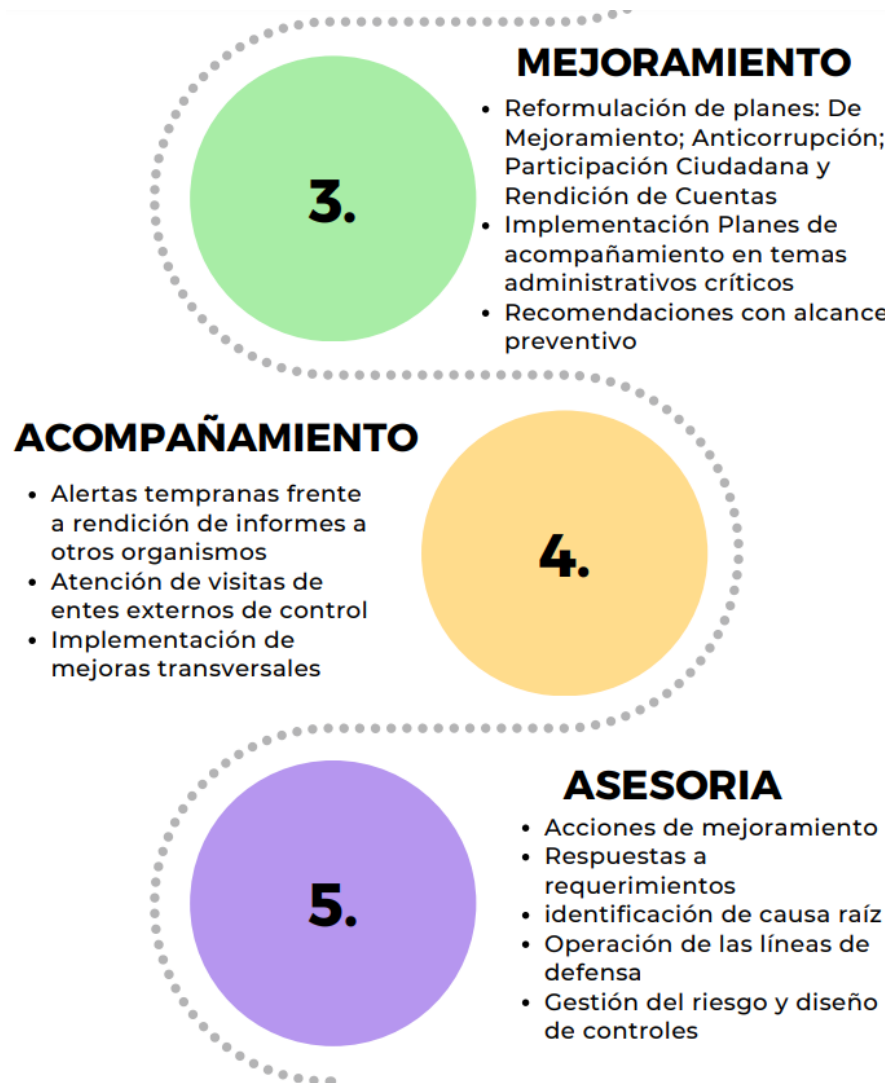 MEJORAMIENTO
3.
• Reformulación de planes: De
Mejoramiento; Anticorrupción;
Participación Ciudadana y
Rendición de Cuentas
• Implementación Planes de
acompañamiento en temas
administrativos críticos
• Recomendaciones con alcance
preventivo
ACOMPAÑAMIENTO
4.
• Alertas tempranas frente
a rendición de informes a
otros organismos
• Atención de visitas de
entes externos de control
• Implementación de
mejoras transversales
ASESORIA
5.
• Acciones de mejoramiento
• Respuestas a
requerimientos
• identificación de causa raíz
• Operación de las líneas de
defensa
• Gestión del riesgo y diseño
de controles